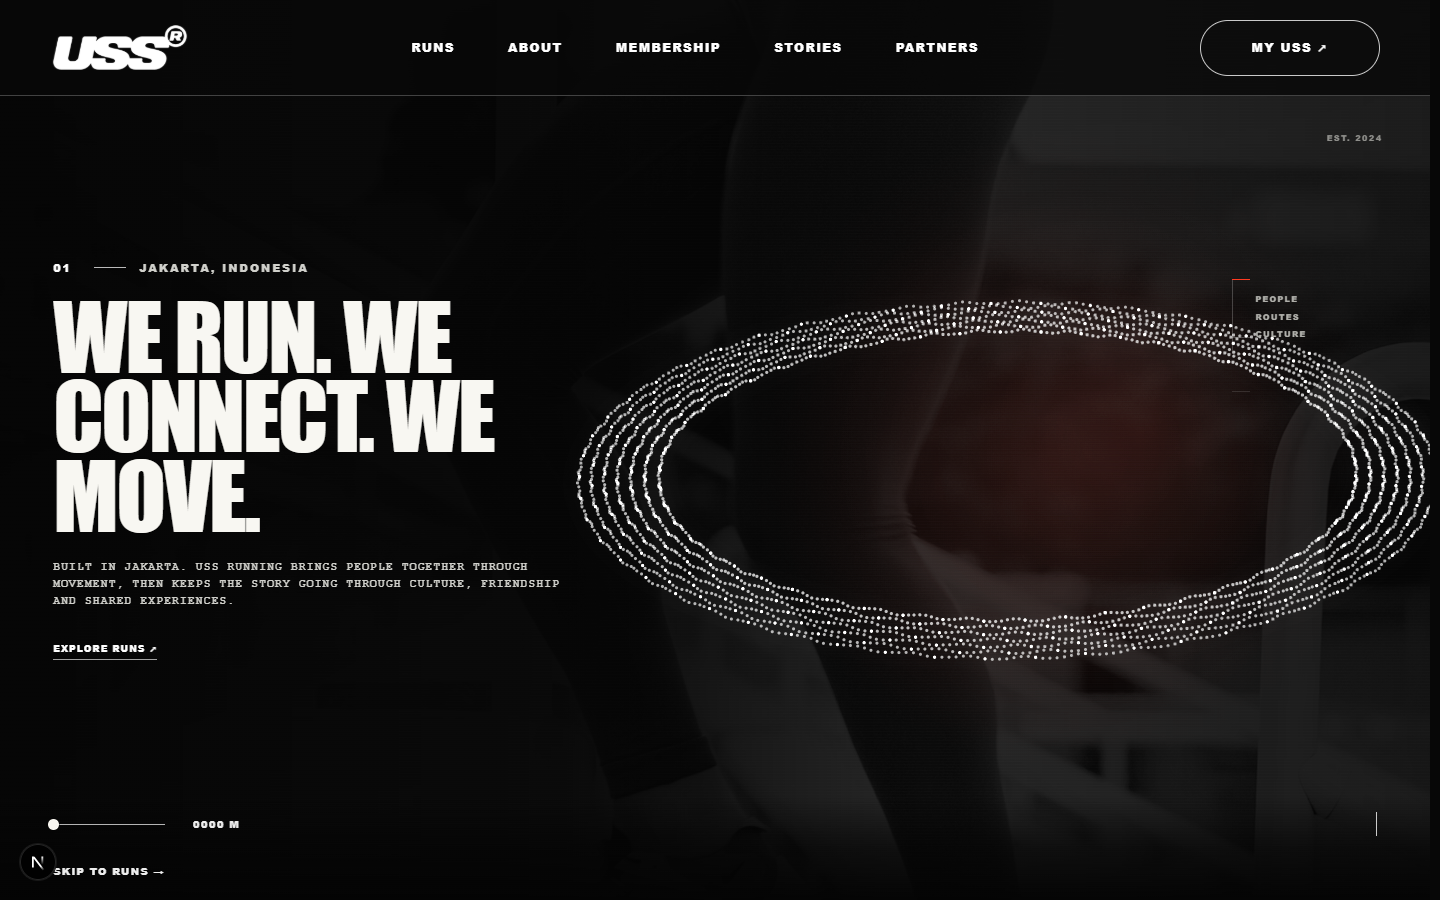 USS®
RUNS
ABOUT
MEMBERSHIP
STORIES
PARTNERS
MY USS ↗
EST. 2024
01
JAKARTA, INDONESIA
WE RUN. WE
CONNECT. WE
MOVE.
PEOPLE
ROUTES
CULTURE
BUILT IN JAKARTA. USS RUNNING BRINGS PEOPLE TOGETHER THROUGH
MOVEMENT, THEN KEEPS THE STORY GOING THROUGH CULTURE, FRIENDSHIP
AND SHARED EXPERIENCES.
EXPLORE RUNS ↗
0000 M
N
SKIP TO RUNS →